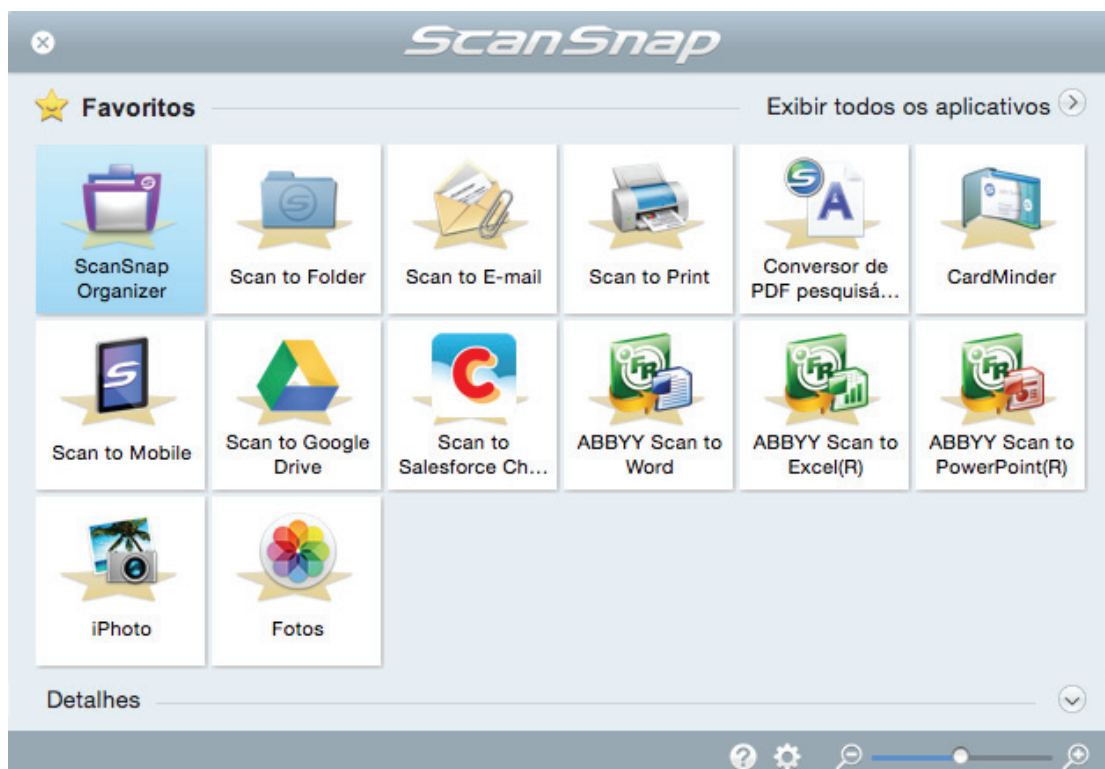 ScanSnap
Favoritos
Exibir todos os aplicativos
ScanSnap
Organizer
Scan to Folder
Scan to E-mail
Scan to Print
Conversor de
PDF pesquisá...
CardMinder
Scan to Mobile
Scan to Google
Drive
Scan to
Salesforce Ch...
ABBYY Scan to
Word
ABBYY Scan to
Excel(R)
ABBYY Scan to
PowerPoint(R)
iPhoto
Fotos
Detalhes